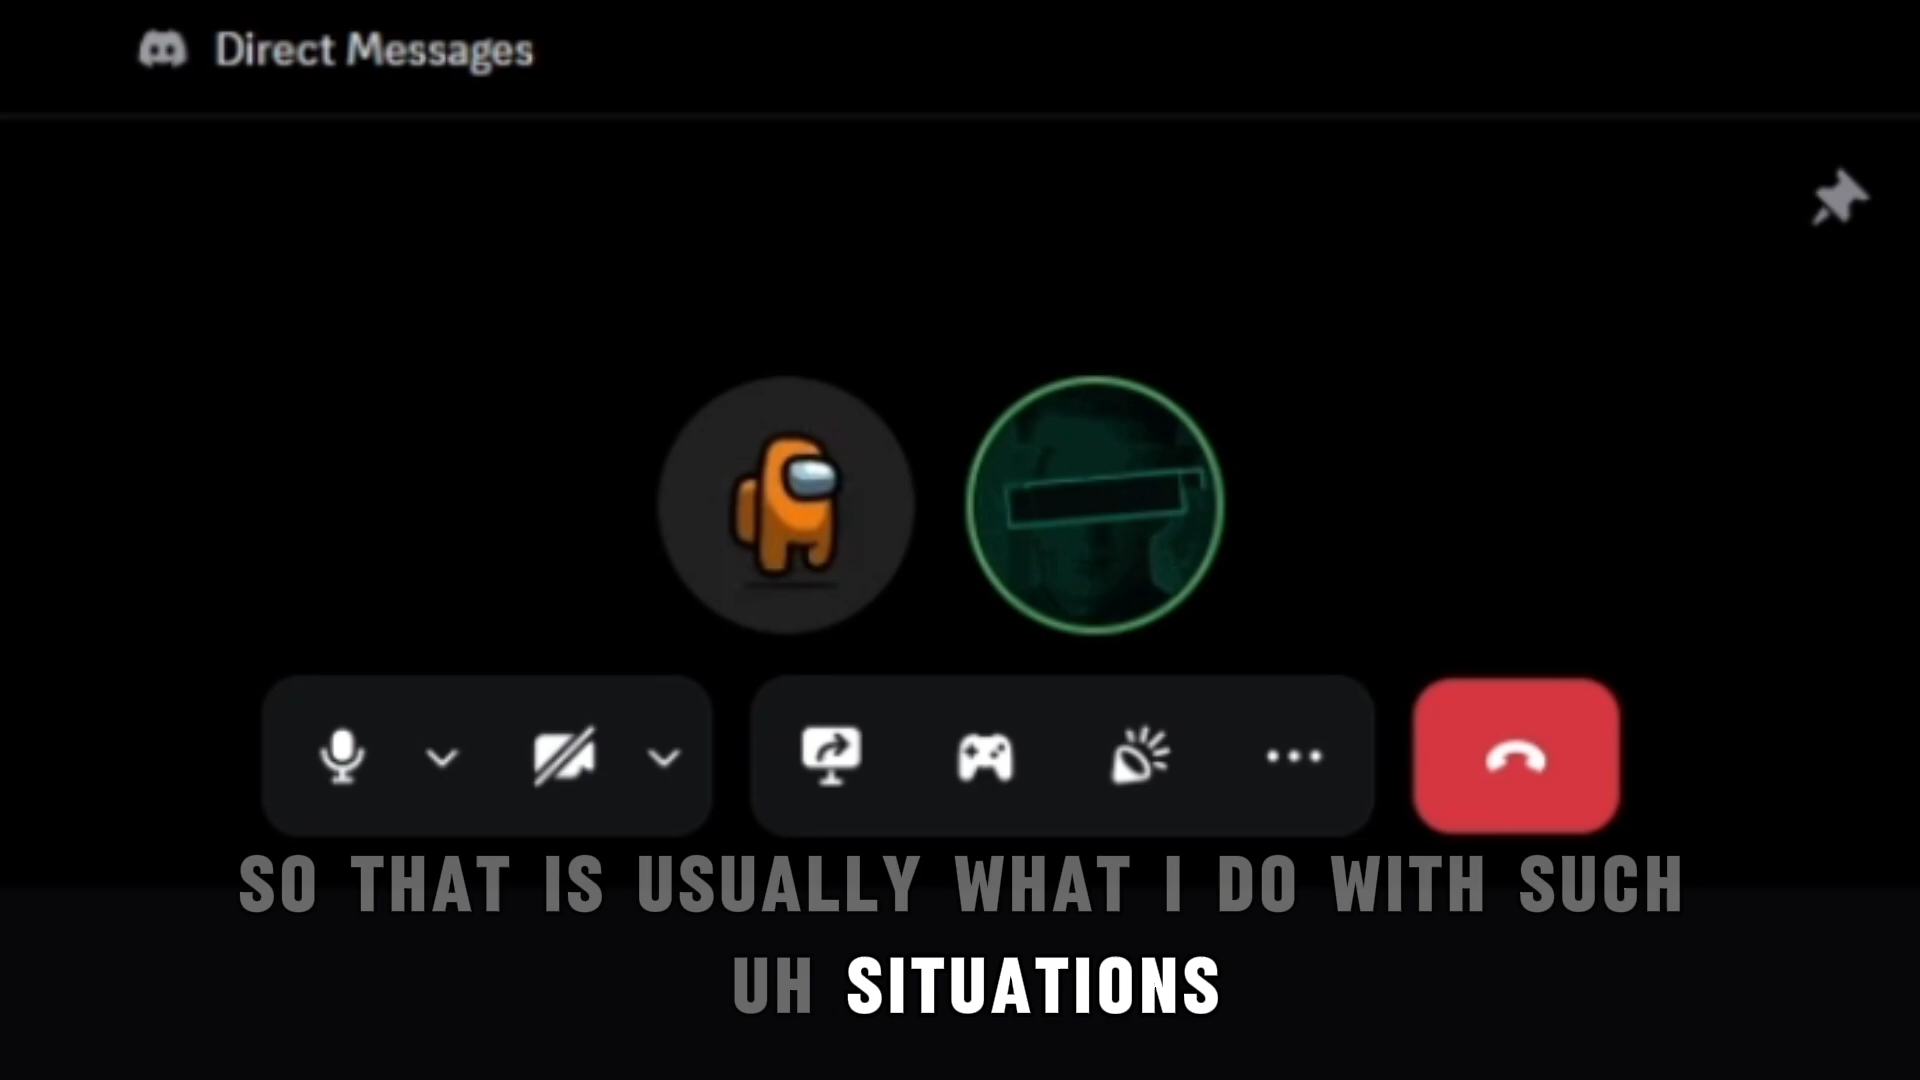 Direct Messages
SO THAT IS USUALLY WHAT I DO WITH SUCH
UH SITUATIONS